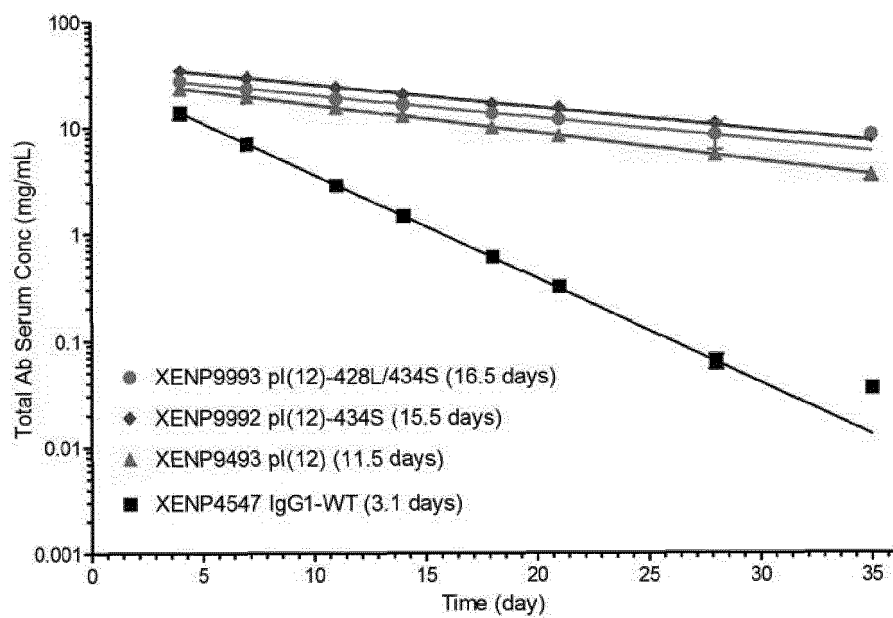 100
10
1
0.1
0.01
0.001
Total Ab Serum Conc (mg/mL)
XENP9993 pI(12)-428L/434S (16.5 days)
XENP9992 pI(12)-434S (15.5 days)
XENP9493 pI(12) (11.5 days)
XENP4547 IgG1-WT (3.1 days)
0 5 10 15 20 25 30 35
Time (day)